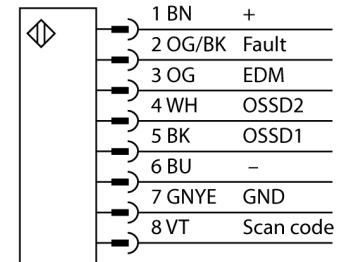 1 BN +
2 OG/BK Fault
3 OG EDM
4 WH OSSD2
5 BK OSSD1
6 BU –
7 GNYE GND
8 VT Scan code